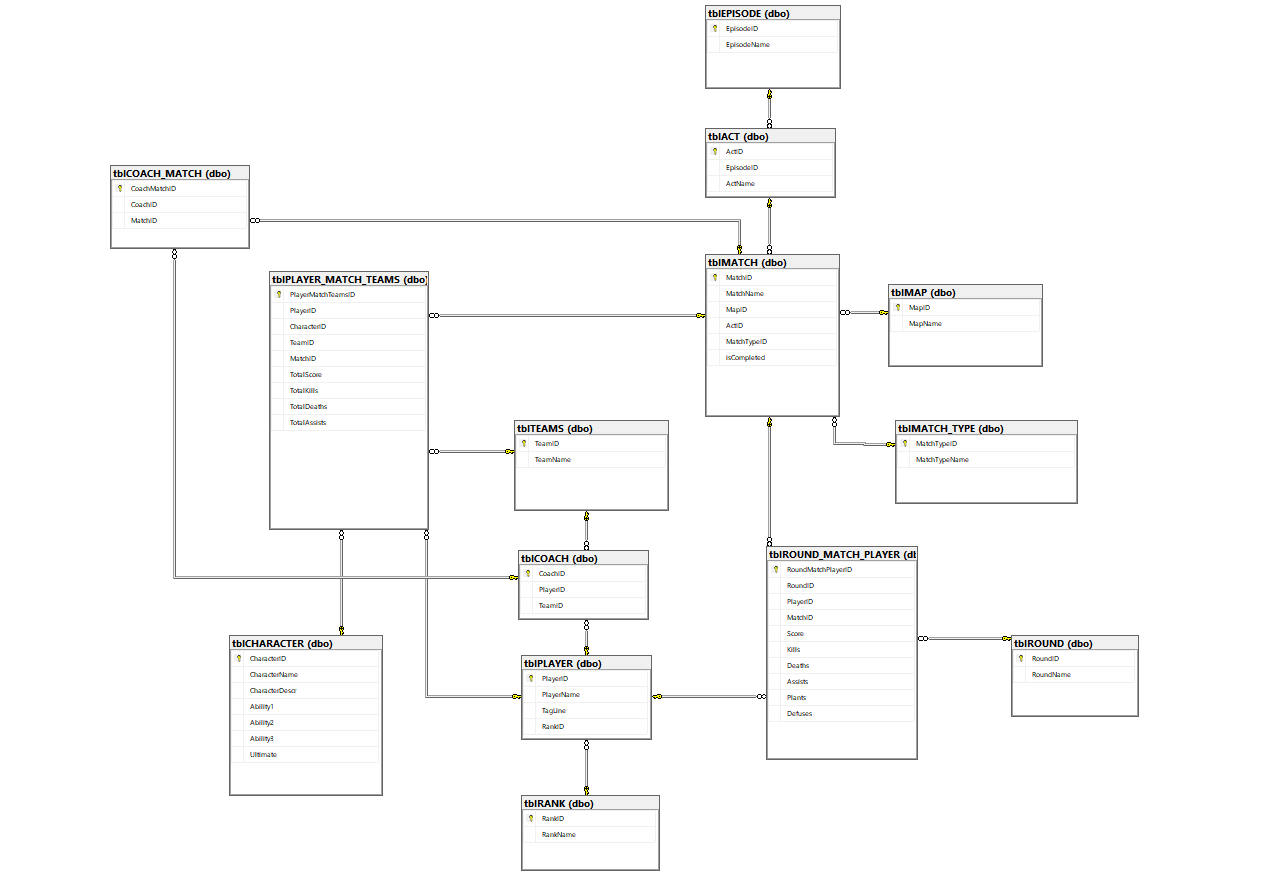 tblEPISODE (dbo)
EpisodeID
EpisodeName
tblACT (dbo)
ActID
EpisodeID
ActName
tblCOACH_MATCH (dbo)
CoachMatchID
CoachID
MatchID
tblMATCH (dbo)
MatchID
MatchName
MapID
ActID
MatchTypeID
isCompleted
tblPLAYER_MATCH_TEAMS (dbo)
PlayerMatchTeamsID
PlayerID
CharacterID
TeamID
MatchID
TotalScore
TotalKills
TotalDeaths
TotalAssists
tblMAP (dbo)
MapID
MapName
tblTEAMS (dbo)
TeamID
TeamName
tblMATCH_TYPE (dbo)
MatchTypeID
MatchTypeName
tblCOACH (dbo)
CoachID
PlayerID
TeamID
tblROUND_MATCH_PLAYER (db
RoundMatchPlayerID
RoundID
PlayerID
MatchID
Score
Kills
Deaths
Assists
Plants
Defuses
tblCHARACTER (dbo)
CharacterID
CharacterName
CharacterDescr
Ability1
Ability2
Ability3
Ultimate
tblPLAYER (dbo)
PlayerID
PlayerName
TagLine
RankID
tblROUND (dbo)
RoundID
RoundName
tblRANK (dbo)
RankID
RankName